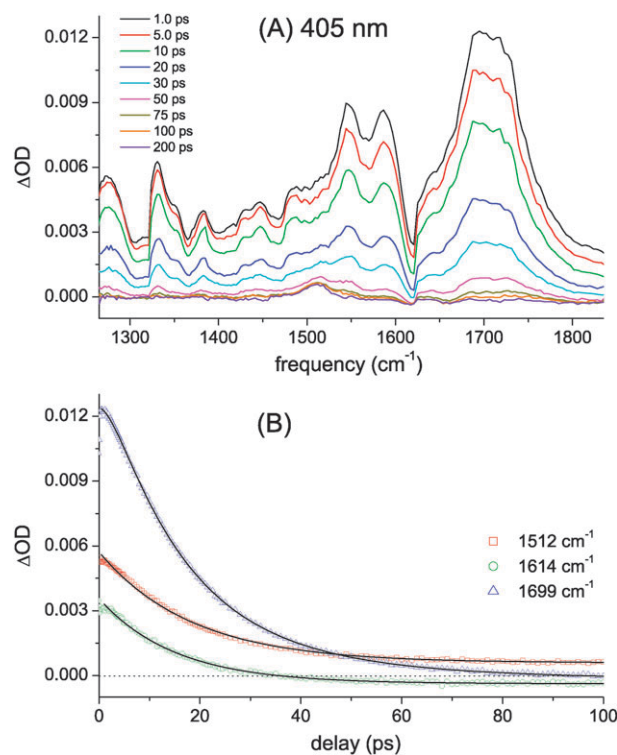 (A) 405 nm
1.0 ps
5.0 ps
10 ps
20 ps
30 ps
50 ps
75 ps
100 ps
200 ps
0.012
0.009
0.006
0.003
0.000
ΔOD
1300 1400 1500 1600 1700 1800
frequency (cm⁻¹)
(B)
0.012
0.009
0.006
0.003
0.000
ΔOD
1512 cm⁻¹
1614 cm⁻¹
1699 cm⁻¹
0 20 40 60 80 100
delay (ps)